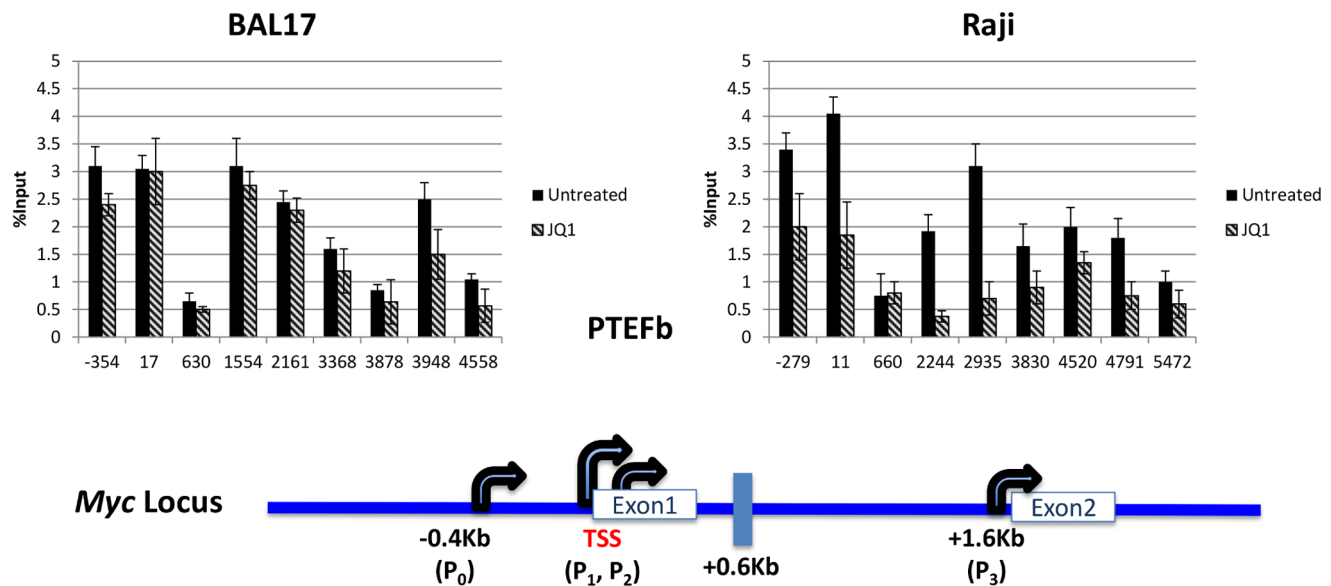 BAL17
5
4.5
4
3.5
3
2.5
2
1.5
1
0.5
0
%Input
-354 17 630 1554 2161 3368 3878 3948 4558
Untreated
JQ1
PTEFb
Raji
5
4.5
4
3.5
3
2.5
2
1.5
1
0.5
0
%Input
-279 11 660 2244 2935 3830 4520 4791 5472
Untreated
JQ1
Myc Locus
Exon1
Exon2
-0.4Kb
(P0)
TSS
(P1, P2)
+0.6Kb
+1.6Kb
(P3)